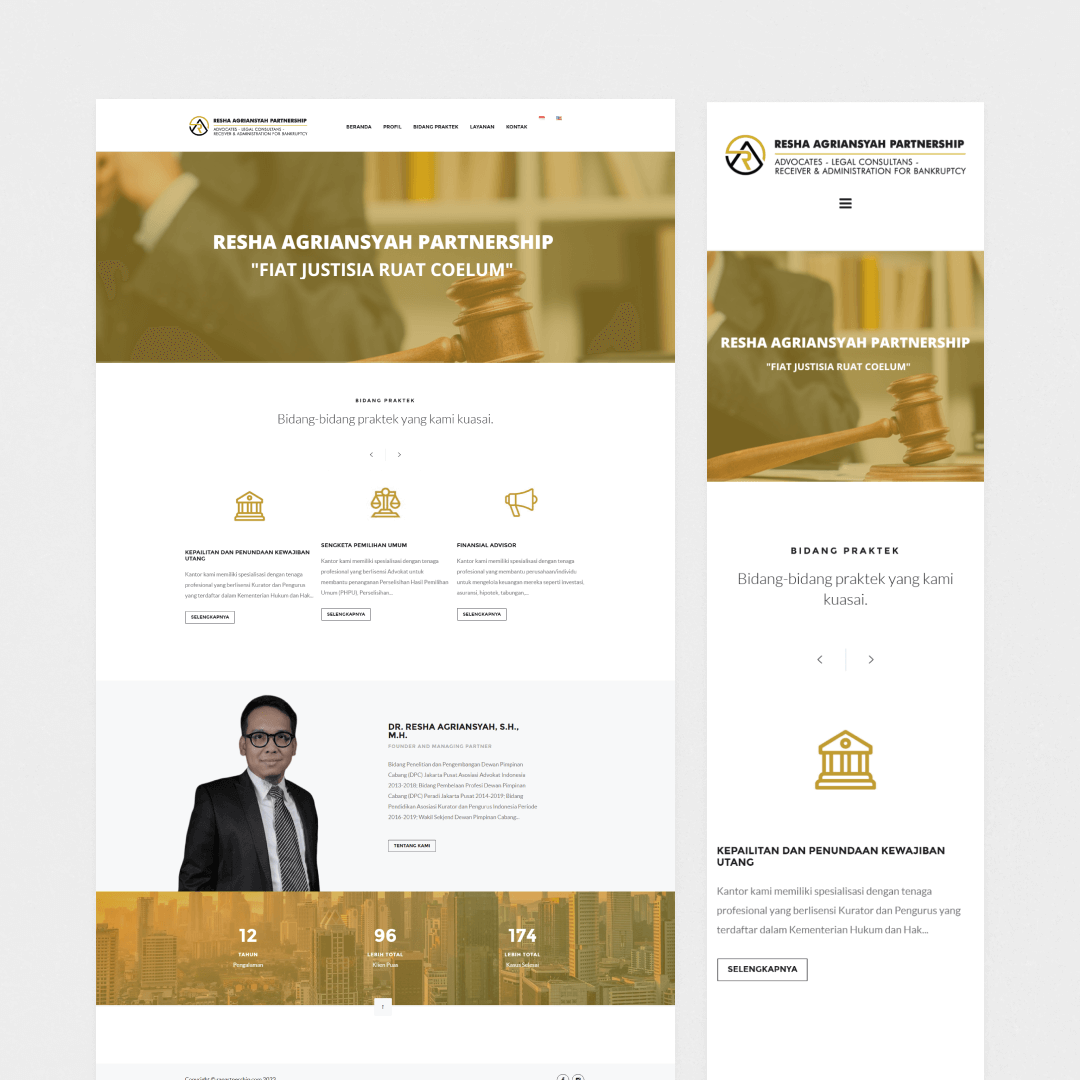 RESHA AGRIANSYAH PARTNERSHIP
ADVOCATES - LEGAL CONSULTANS -
RECEIVER & ADMINISTRATION FOR BANKRUPTCY
BERANDA PROFIL BIDANG PRAKTEK LAYANAN KONTAK
RESHA AGRIANSYAH PARTNERSHIP
"FIAT JUSTISIA RUAT COELUM"
BIDANG PRAKTEK
Bidang-bidang praktek yang kami kuasai.
KEPAILITAN DAN PENUNDAAN KEWAJIBAN
UTANG
Kantor kami memiliki spesialisasi dengan tenaga
profesional yang berlisensi Kurator dan Pengurus
yang terdaftar dalam Kementerian Hukum dan Hak...
SELENGKAPNYA
SENGKETA PEMILIHAN UMUM
Kantor kami memiliki spesialisasi dengan tenaga
profesional yang berlisensi Advokat untuk
membantu penanganan Perselisihan Hasil Pemilihan
Umum (PHPU), Perselisihan...
SELENGKAPNYA
FINANSIAL ADVISOR
Kantor kami memiliki spesialisasi dengan tenaga
profesional yang membantu perusahaan/individu
untuk mengelola keuangan mereka seperti investasi,
asuransi, hipotek, tabungan,...
SELENGKAPNYA
DR. RESHA AGRIANSYAH, S.H.,
M.H.
FOUNDER AND MANAGING PARTNER
Bidang Penelitian dan Pengembangan Dewan Pimpinan
Cabang (DPC) Jakarta Pusat Asosiasi Advokat Indonesia
2013-2018; Bidang Pembelaan Profesi Dewan Pimpinan
Cabang (DPC) Peradi Jakarta Pusat 2014-2019; Bidang
Pendidikan Asosiasi Kurator dan Pengurus Indonesia Periode
2016-2019; Wakil Sekjend Dewan Pimpinan Cabang...
TENTANG KAMI
12
TAHUN
Pengalaman
96
LEBIH TOTAL
Klien Puas
174
LEBIH TOTAL
Kasus Selesai
RESHA AGRIANSYAH PARTNERSHIP
ADVOCATES - LEGAL CONSULTANS -
RECEIVER & ADMINISTRATION FOR BANKRUPTCY
RESHA AGRIANSYAH PARTNERSHIP
"FIAT JUSTISIA RUAT COELUM"
BIDANG PRAKTEK
Bidang-bidang praktek yang kami
kuasai.
KEPAILITAN DAN PENUNDAAN KEWAJIBAN
UTANG
Kantor kami memiliki spesialisasi dengan tenaga
profesional yang berlisensi Kurator dan Pengurus yang
terdaftar dalam Kementerian Hukum dan Hak...
SELENGKAPNYA